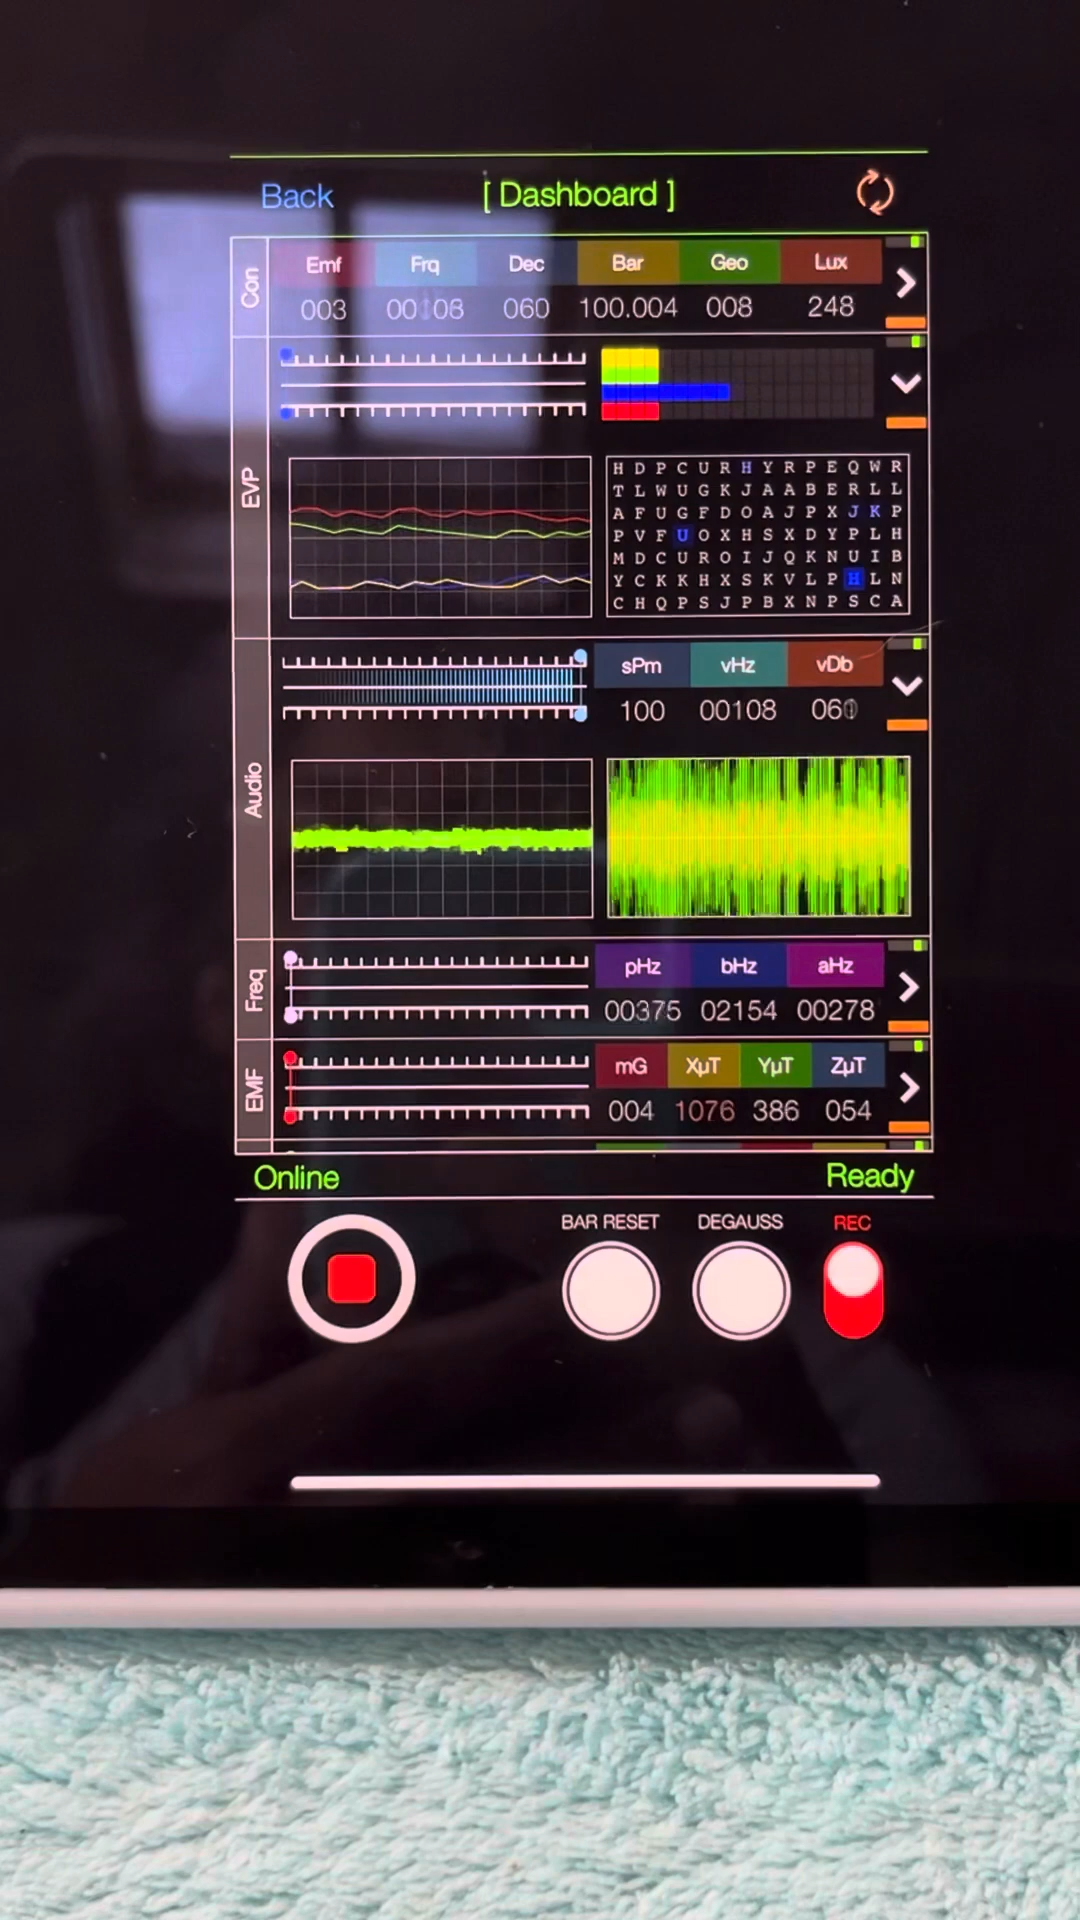 Back [ Dashboard ]
Con Emf Frq Dec Bar Geo Lux
003 00108 060 100.004 008 248
EVP
H D P C U R H Y R P E Q W R
T L W U G K J A A B E R L L
A F U G F D O A J P X J K P
P V F U O X H S X D Y P L H
M D C U R O I J Q K N U I B
Y C K K H X S K V L P H L N
C H Q P S J P B X N P S C A
Audio
sPm vHz vDb
100 00108
Freq
pHz bHz aHz
00375 02154 00278
EMF
mG XµT YµT ZµT
004 1076 386 054
Online Ready
BAR RESET DEGAUSS REC